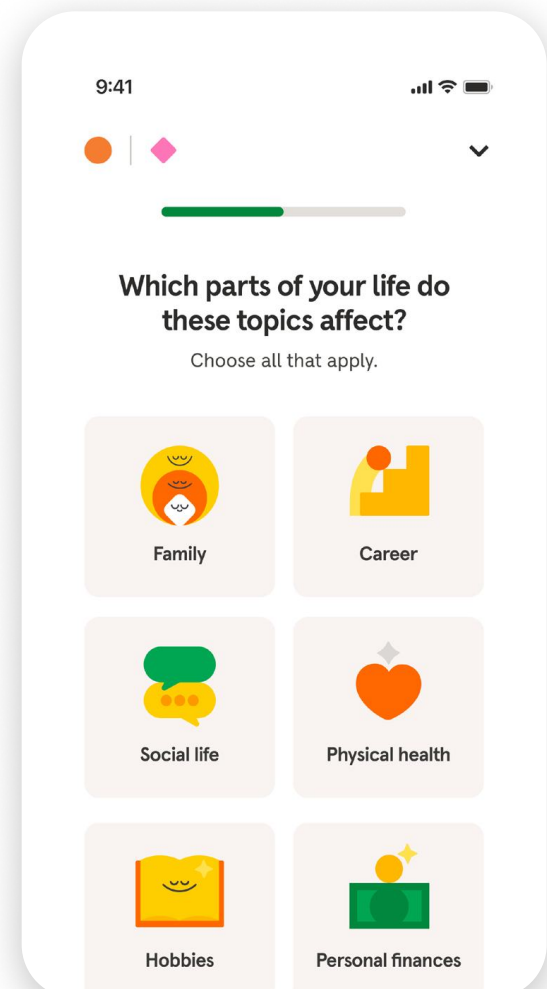 9:41
Which parts of your life do
these topics affect?
Choose all that apply.
Family
Career
Social life
Physical health
Hobbies
Personal finances